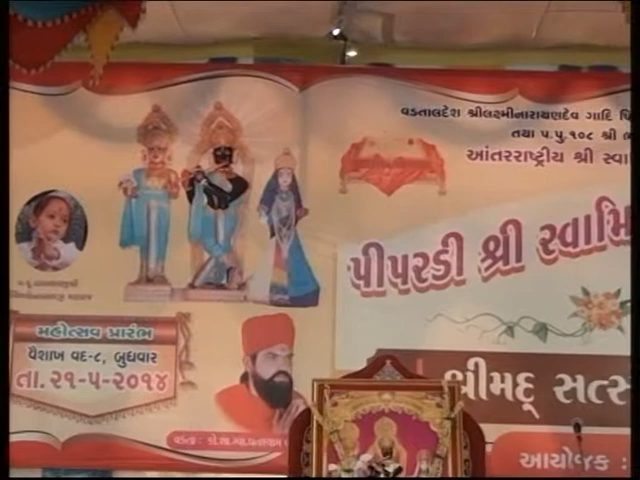 વડતાલદેશ શ્રીલક્ષ્મીનારાયણદેવ ગાદિ
તથા પ.પુ.૧૦૮ શ્રી
આંતરરાષ્ટ્રીય શ્રી સ્વા
પીપરડી શ્રી સ્વામિ
મહોત્સવ પ્રારંભ
વૈશાખ વદ-૮, બુધવાર
તા. ૨૧-૫-૨૦૧૪
શ્રીમદ્ સત્સ
વક્તા :
આયોજક :